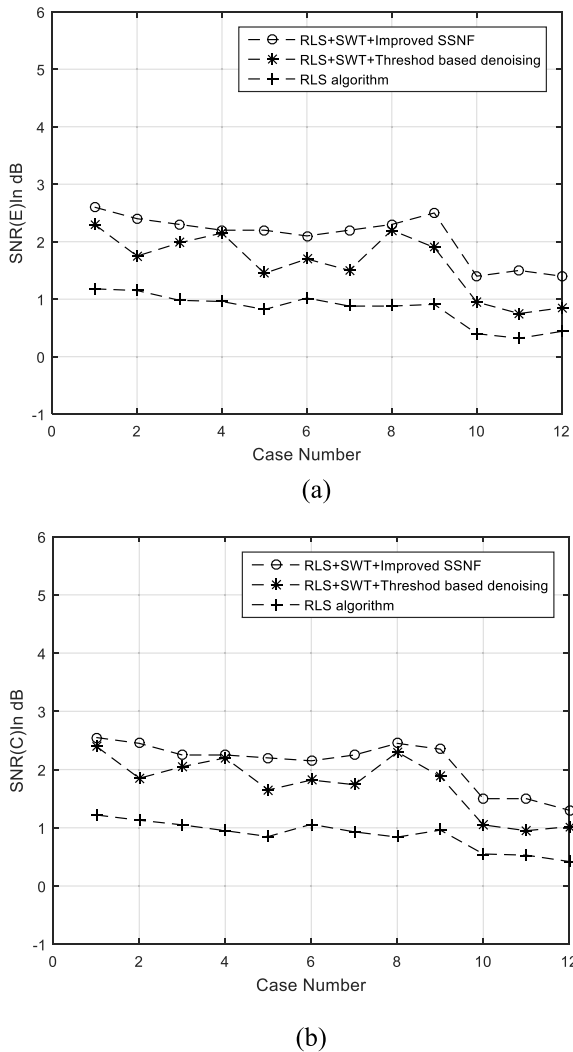 6
5
4
3
2
1
0
-1
SNR(E)In dB
RLS+SWT+Improved SSNF
RLS+SWT+Threshod based denoising
RLS algorithm
0 2 4 6 8 10 12
Case Number
(a)
6
5
4
3
2
1
0
-1
SNR(C)In dB
RLS+SWT+Improved SSNF
RLS+SWT+Threshod based denoising
RLS algorithm
0 2 4 6 8 10 12
Case Number
(b)